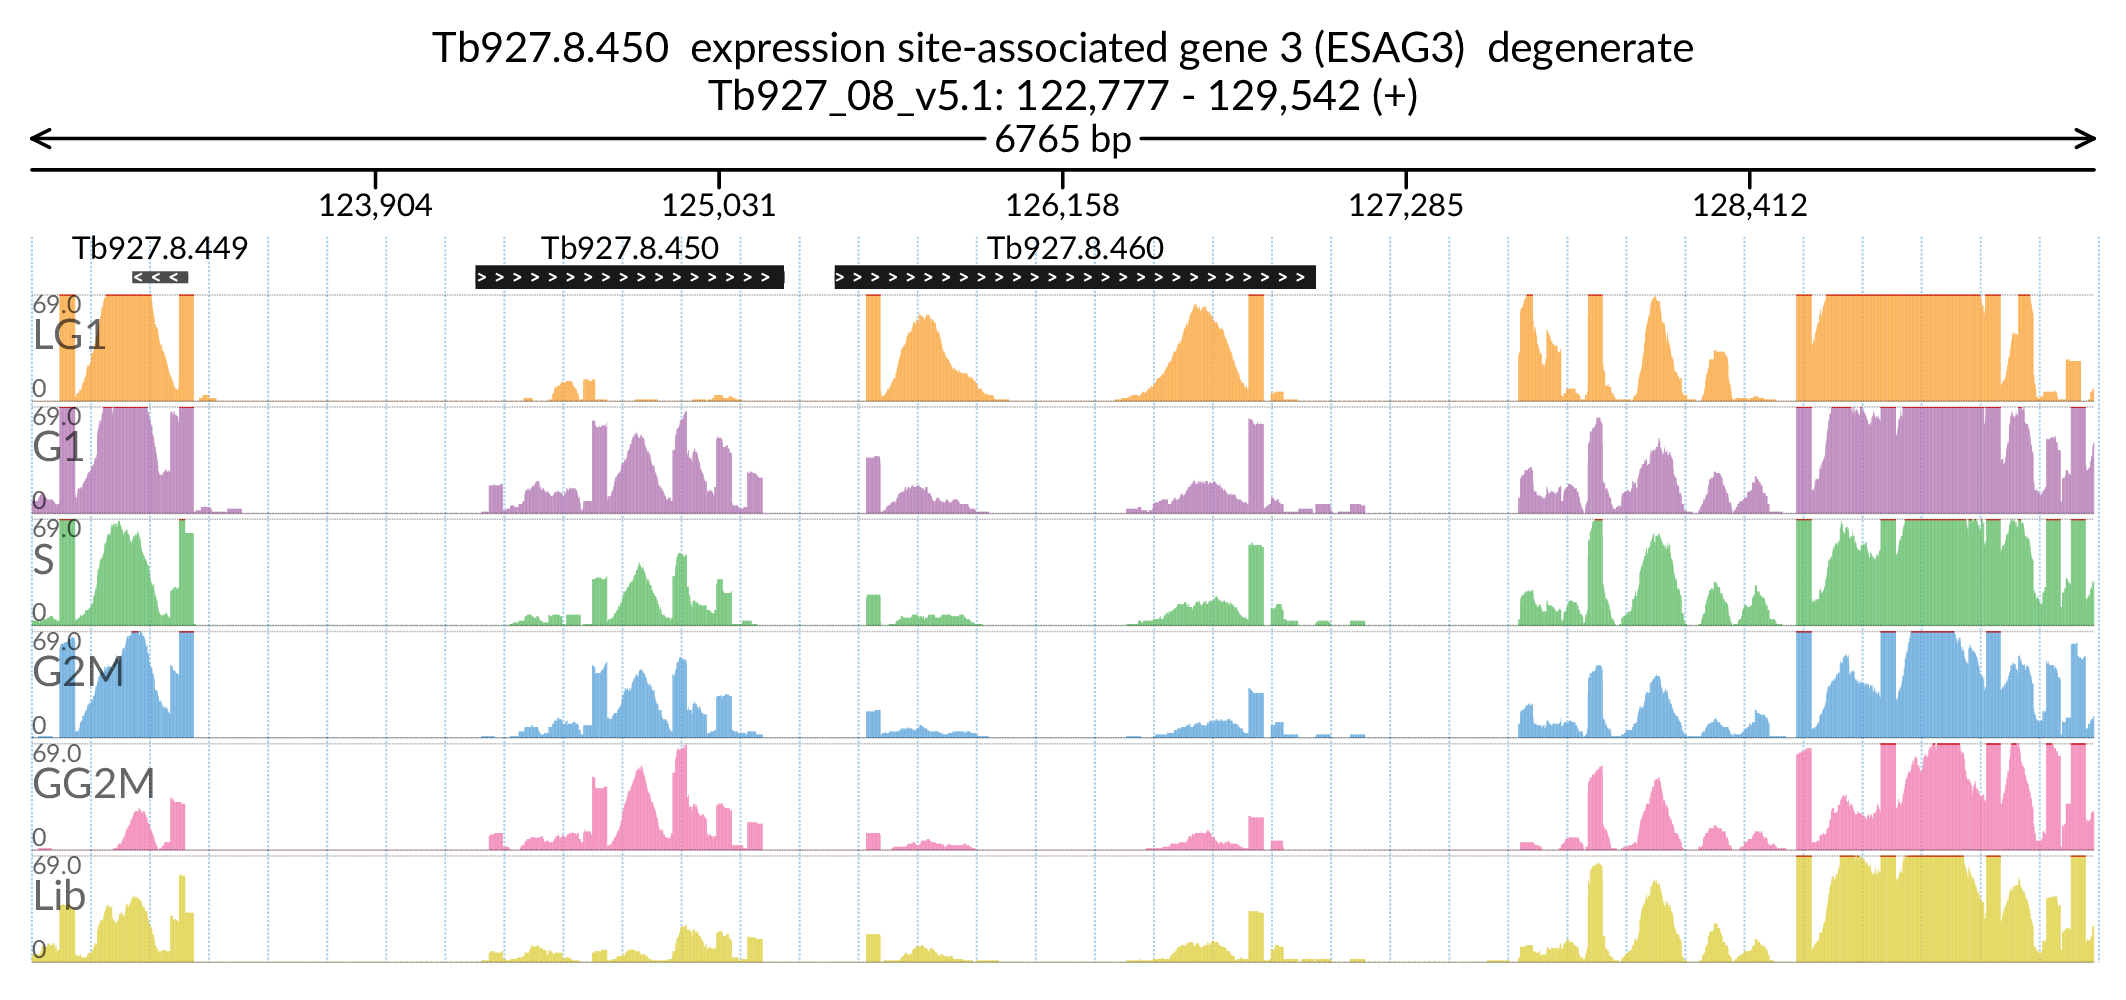 Tb927.8.450  expression site-associated gene 3 (ESAG3)  degenerate
Tb927_08_v5.1: 122,777 - 129,542 (+)
6765 bp
123,904 125,031 126,158 127,285 128,412
Tb927.8.449 Tb927.8.450 Tb927.8.460
69.0
LG1
0
69.0
G1
0
69.0
S
0
69.0
G2M
0
69.0
GG2M
0
69.0
Lib
0